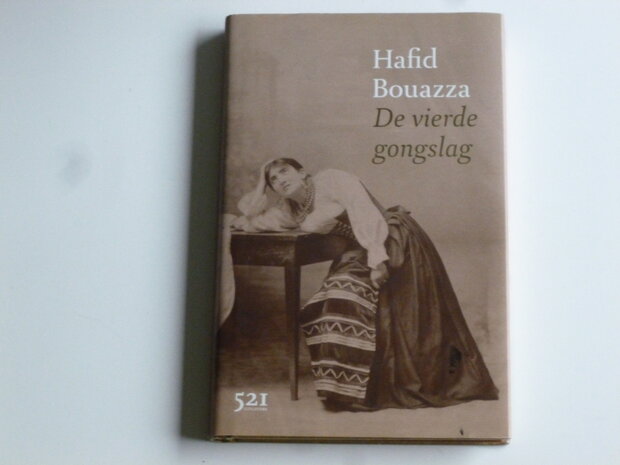 Hafid
Bouazza
De vierde
gongslag
521